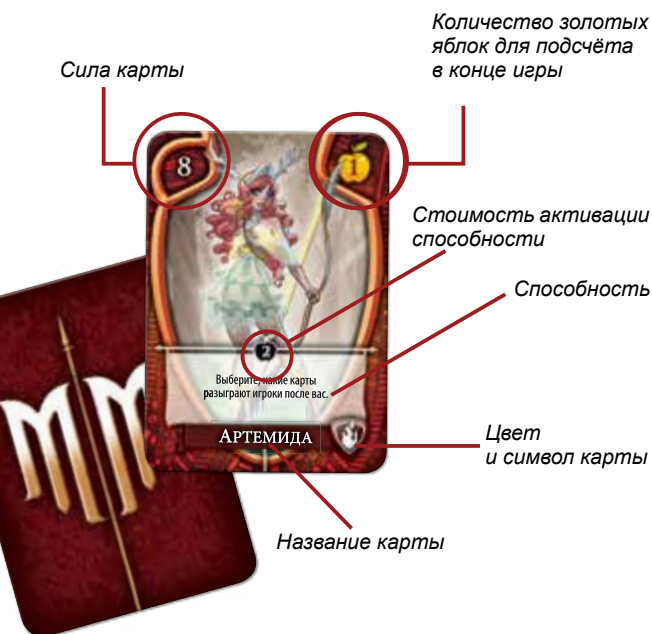 Количество золотых
яблок для подсчёта
в конце игры
Сила карты
8
1
Стоимость активации
способности
Способность
2
Выберите, какие карты
разыграют игроки после вас.
АРТЕМИДА
Цвет
и символ карты
Название карты